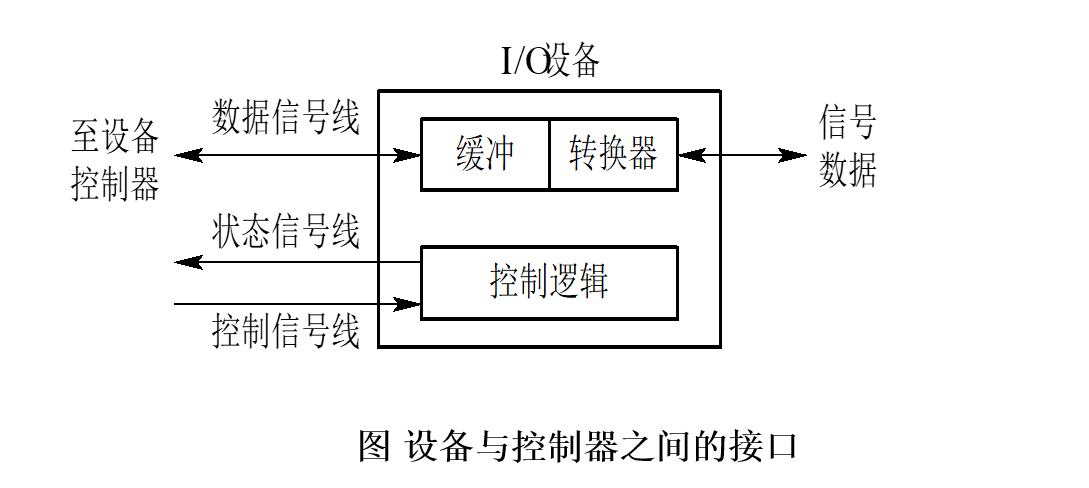 I/O设备
数据信号线
至设备
控制器
缓冲
转换器
信号
数据
状态信号线
控制逻辑
控制信号线
图 设备与控制器之间的接口